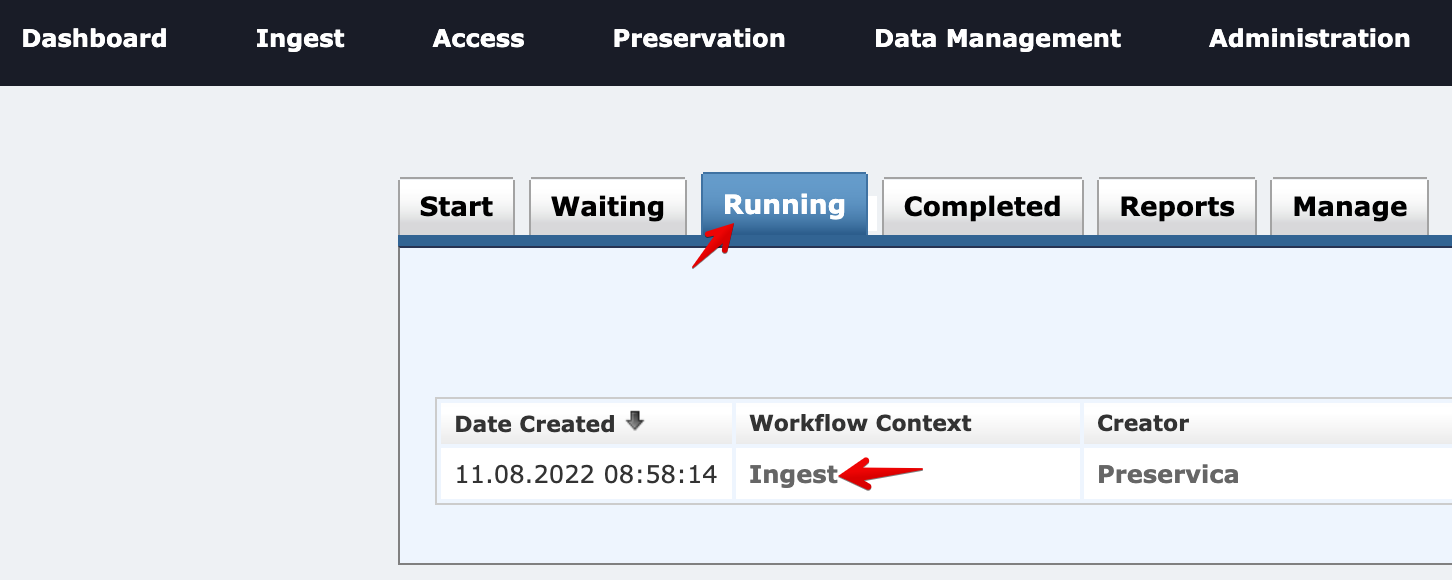 Dashboard Ingest Access Preservation Data Management Administration
Start Waiting Running Completed Reports Manage
Date Created Workflow Context Creator
11.08.2022 08:58:14 Ingest Preservica